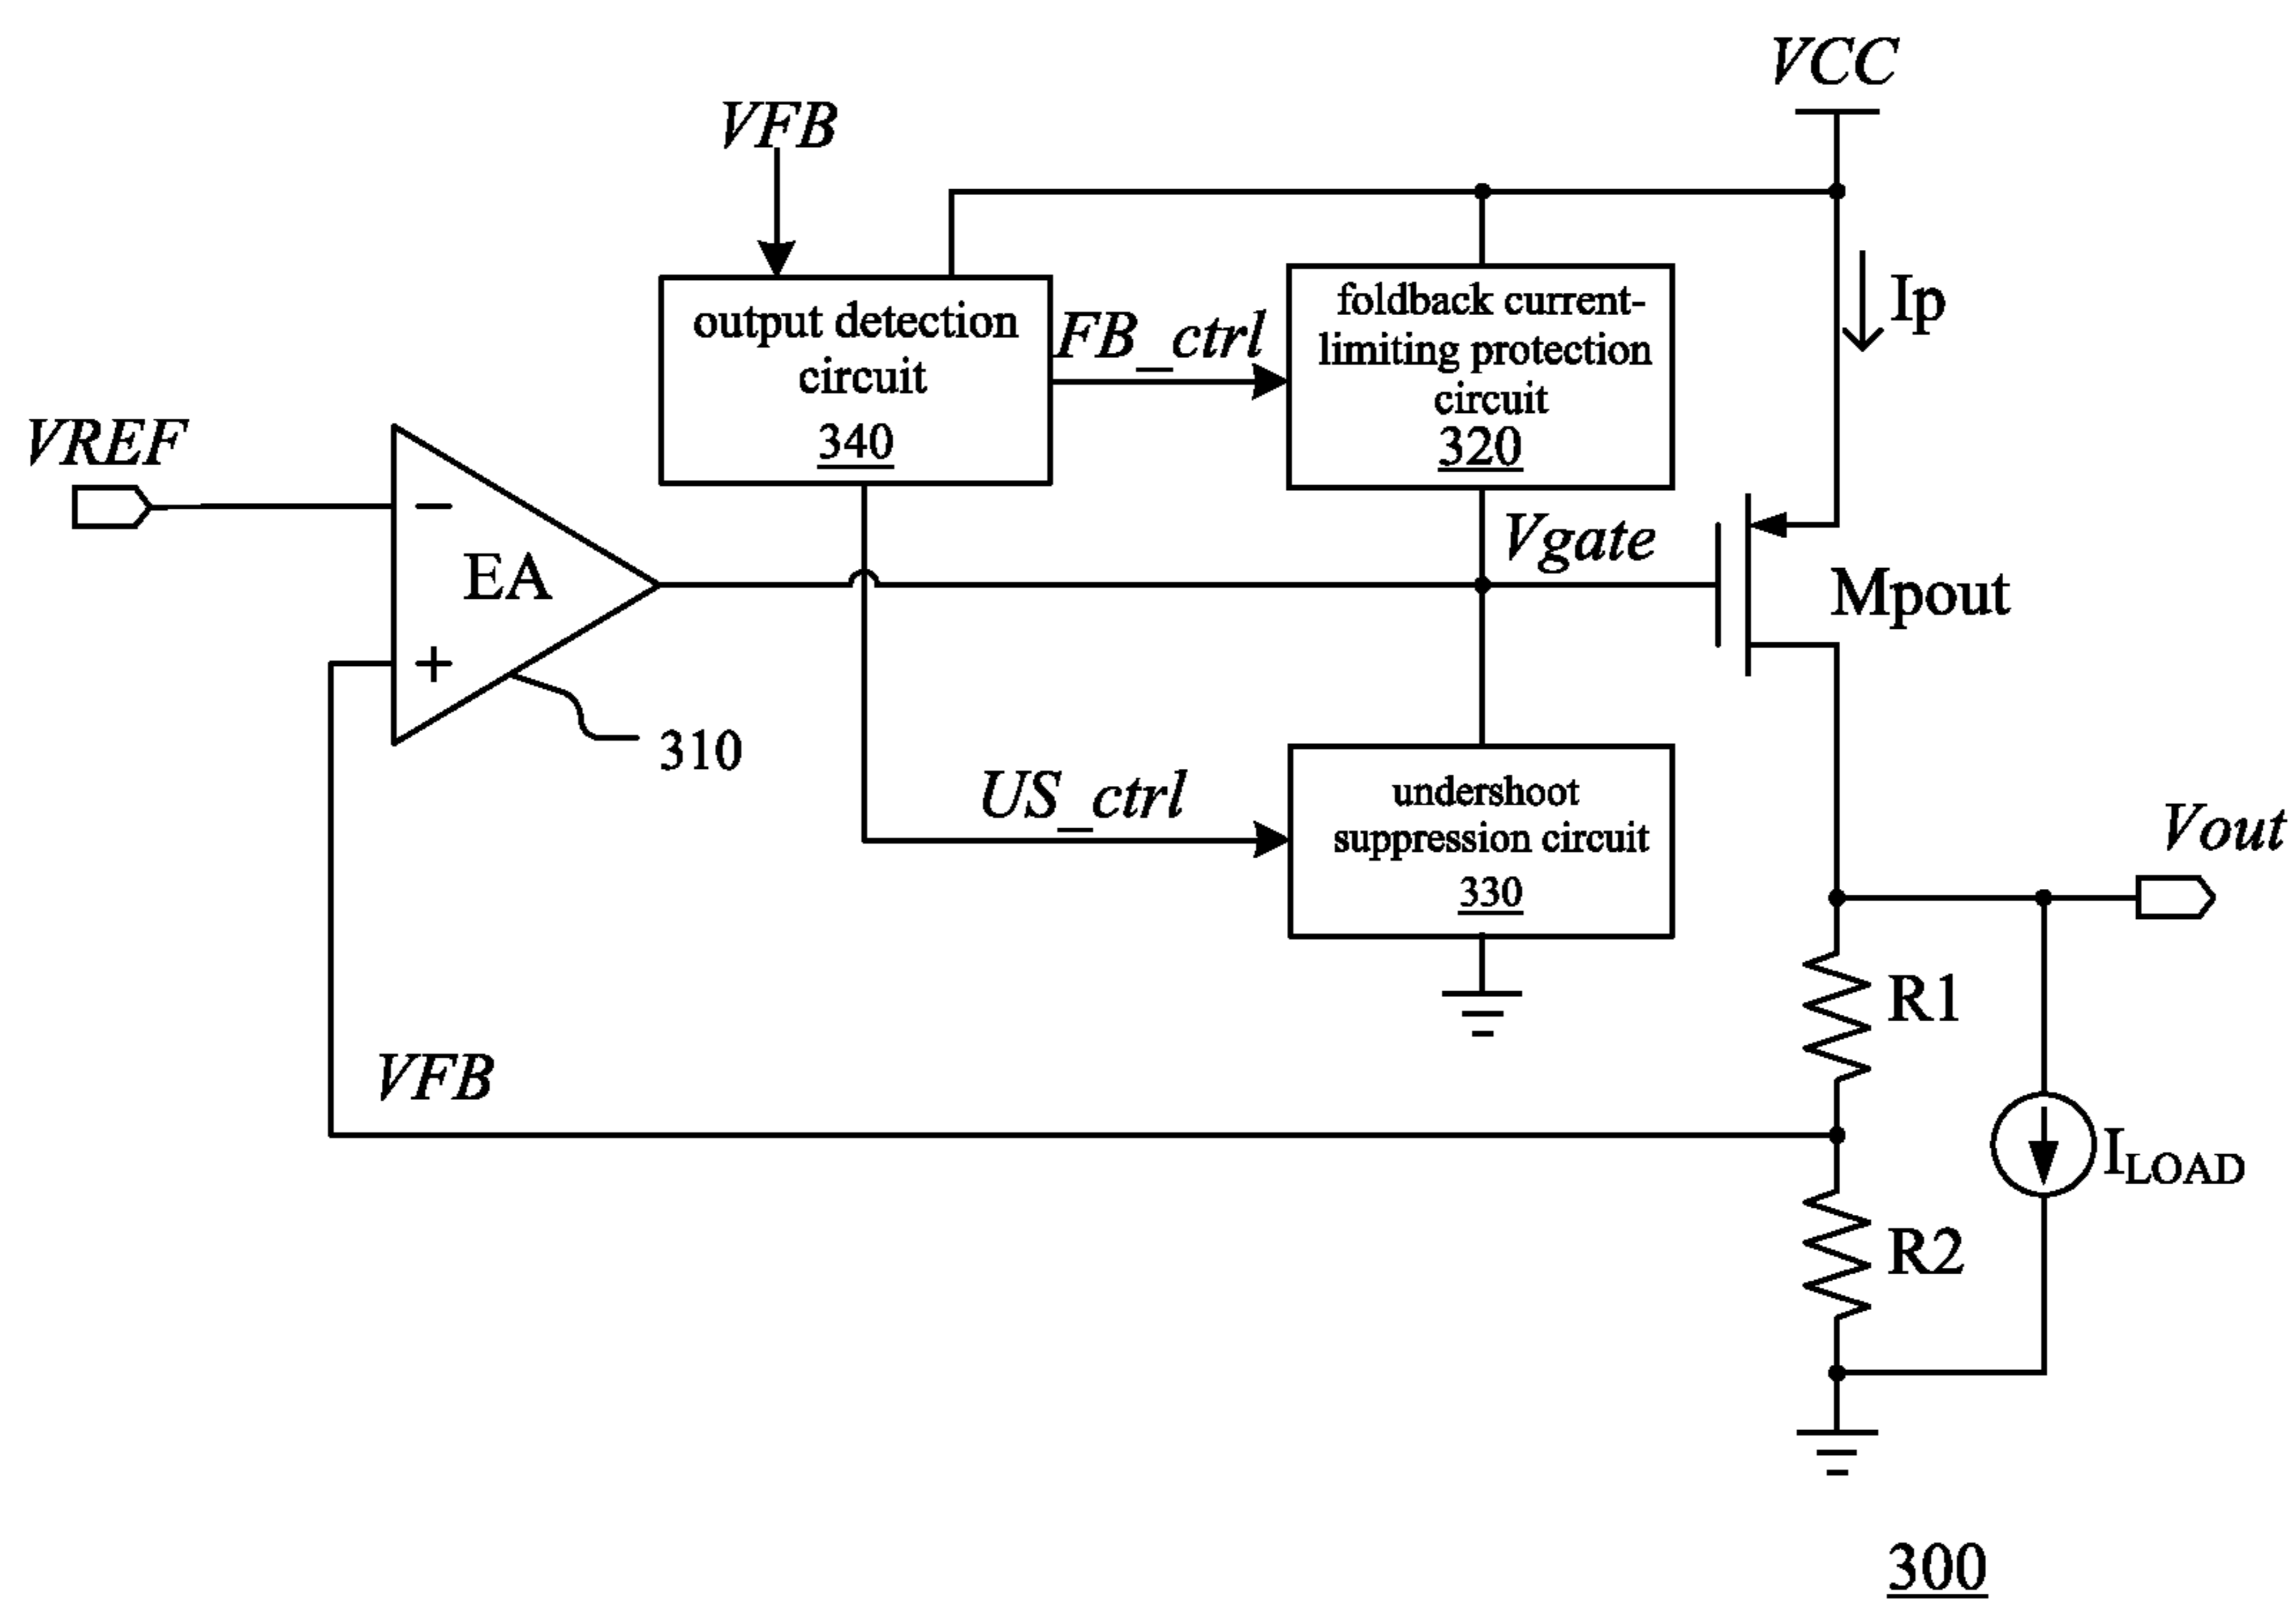 VCC
VFB
Ip
output detection
circuit
340
FB_ctrl
foldback current-
limiting protection
circuit
320
VREF
−
EA
+
310
Vgate
Mpout
US_ctrl
undershoot
suppression circuit
330
Vout
R1
VFB
ILOAD
R2
300